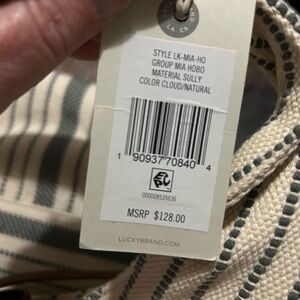 STYLE LK-MIA-HO
GROUP MIA HOBO
MATERIAL SULLY
COLOR CLOUD/NATURAL
1 90937 70840 4
000008535636
MSRP $128.00
LUCKYBRAND.COM